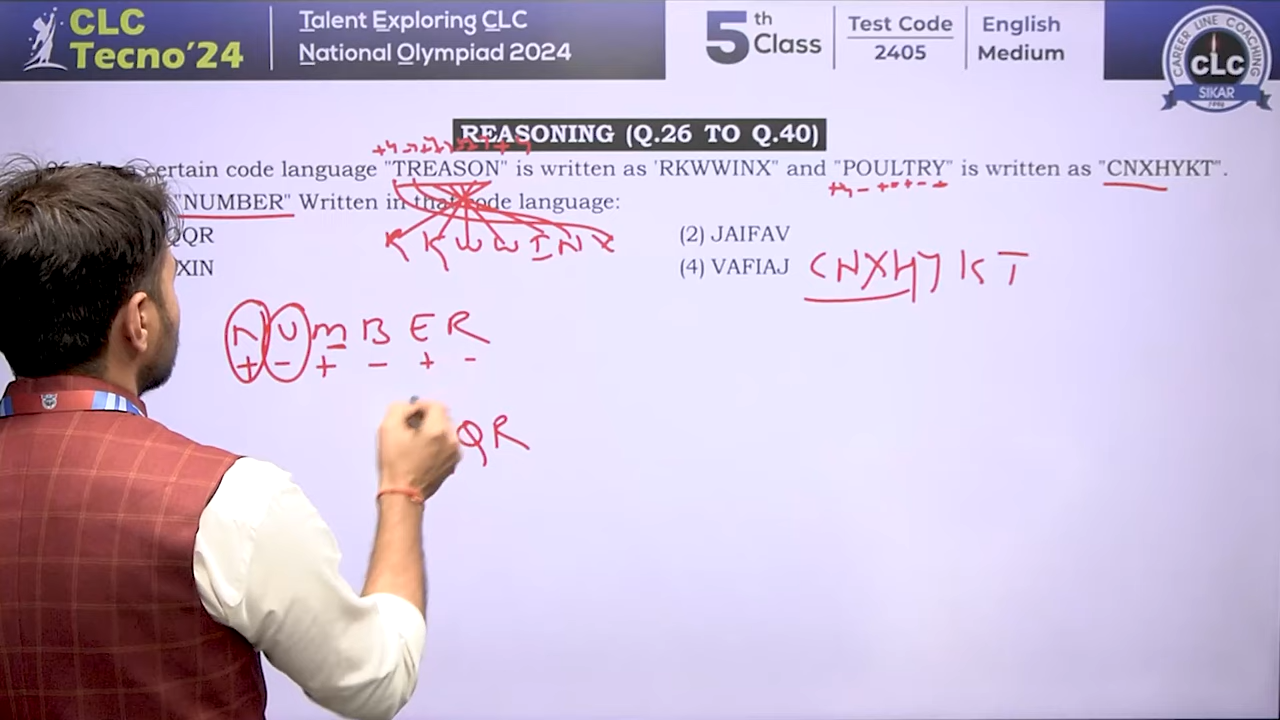 CLC
Tecno'24
Talent Exploring CLC
National Olympiad 2024
5th
Class
Test Code
2405
English
Medium
CAREER LINE COACHING
CLC
SIKAR
REASONING (Q.26 TO Q.40)
certain code language "TREASON" is written as 'RKWWINX" and "POULTRY" is written as "CNXHYKT".
"NUMBER" Written in that code language:
QQR
(2) JAIFAV
XIN
(4) VAFIAJ
R K W W I N X
CNXHYKT
NUMBER
+ - + - + -
QR